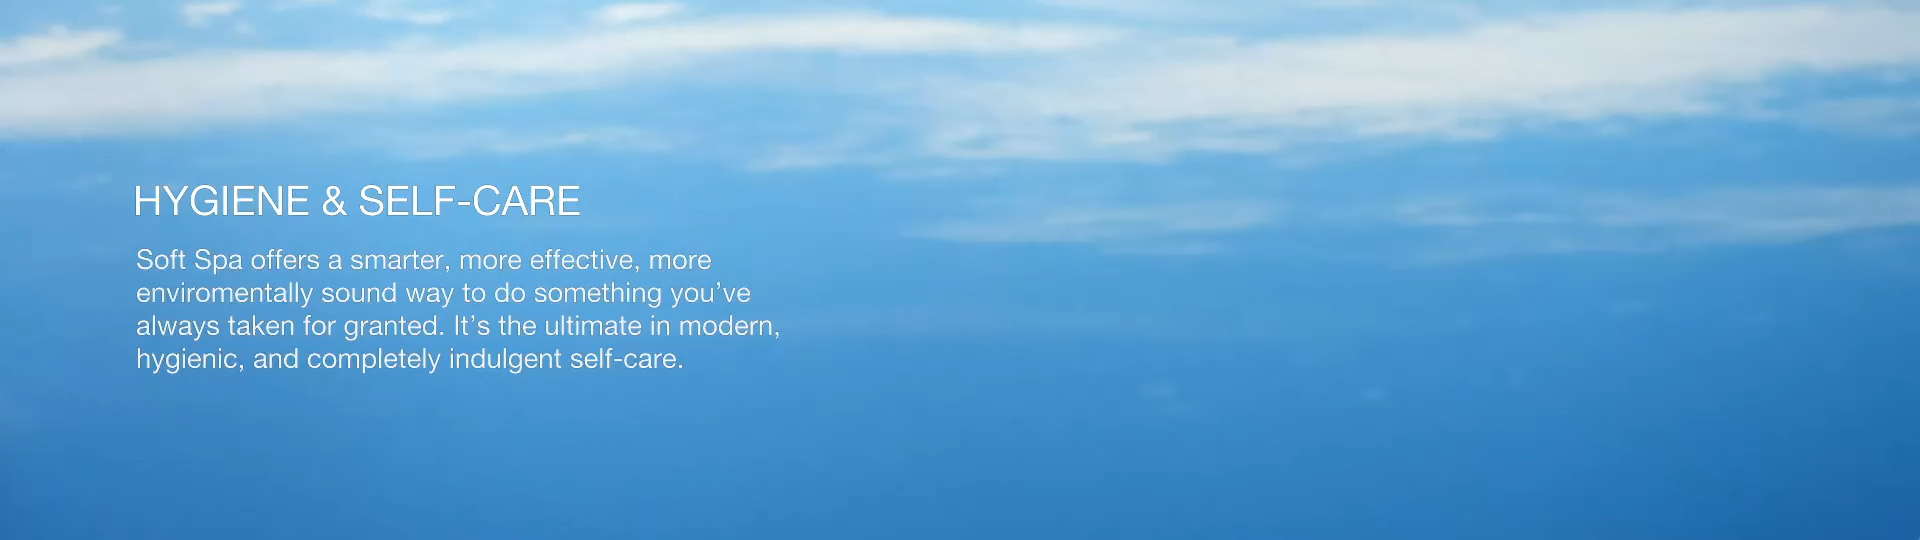 HYGIENE & SELF-CARE
Soft Spa offers a smarter, more effective, more
enviromentally sound way to do something you’ve
always taken for granted. It’s the ultimate in modern,
hygienic, and completely indulgent self-care.